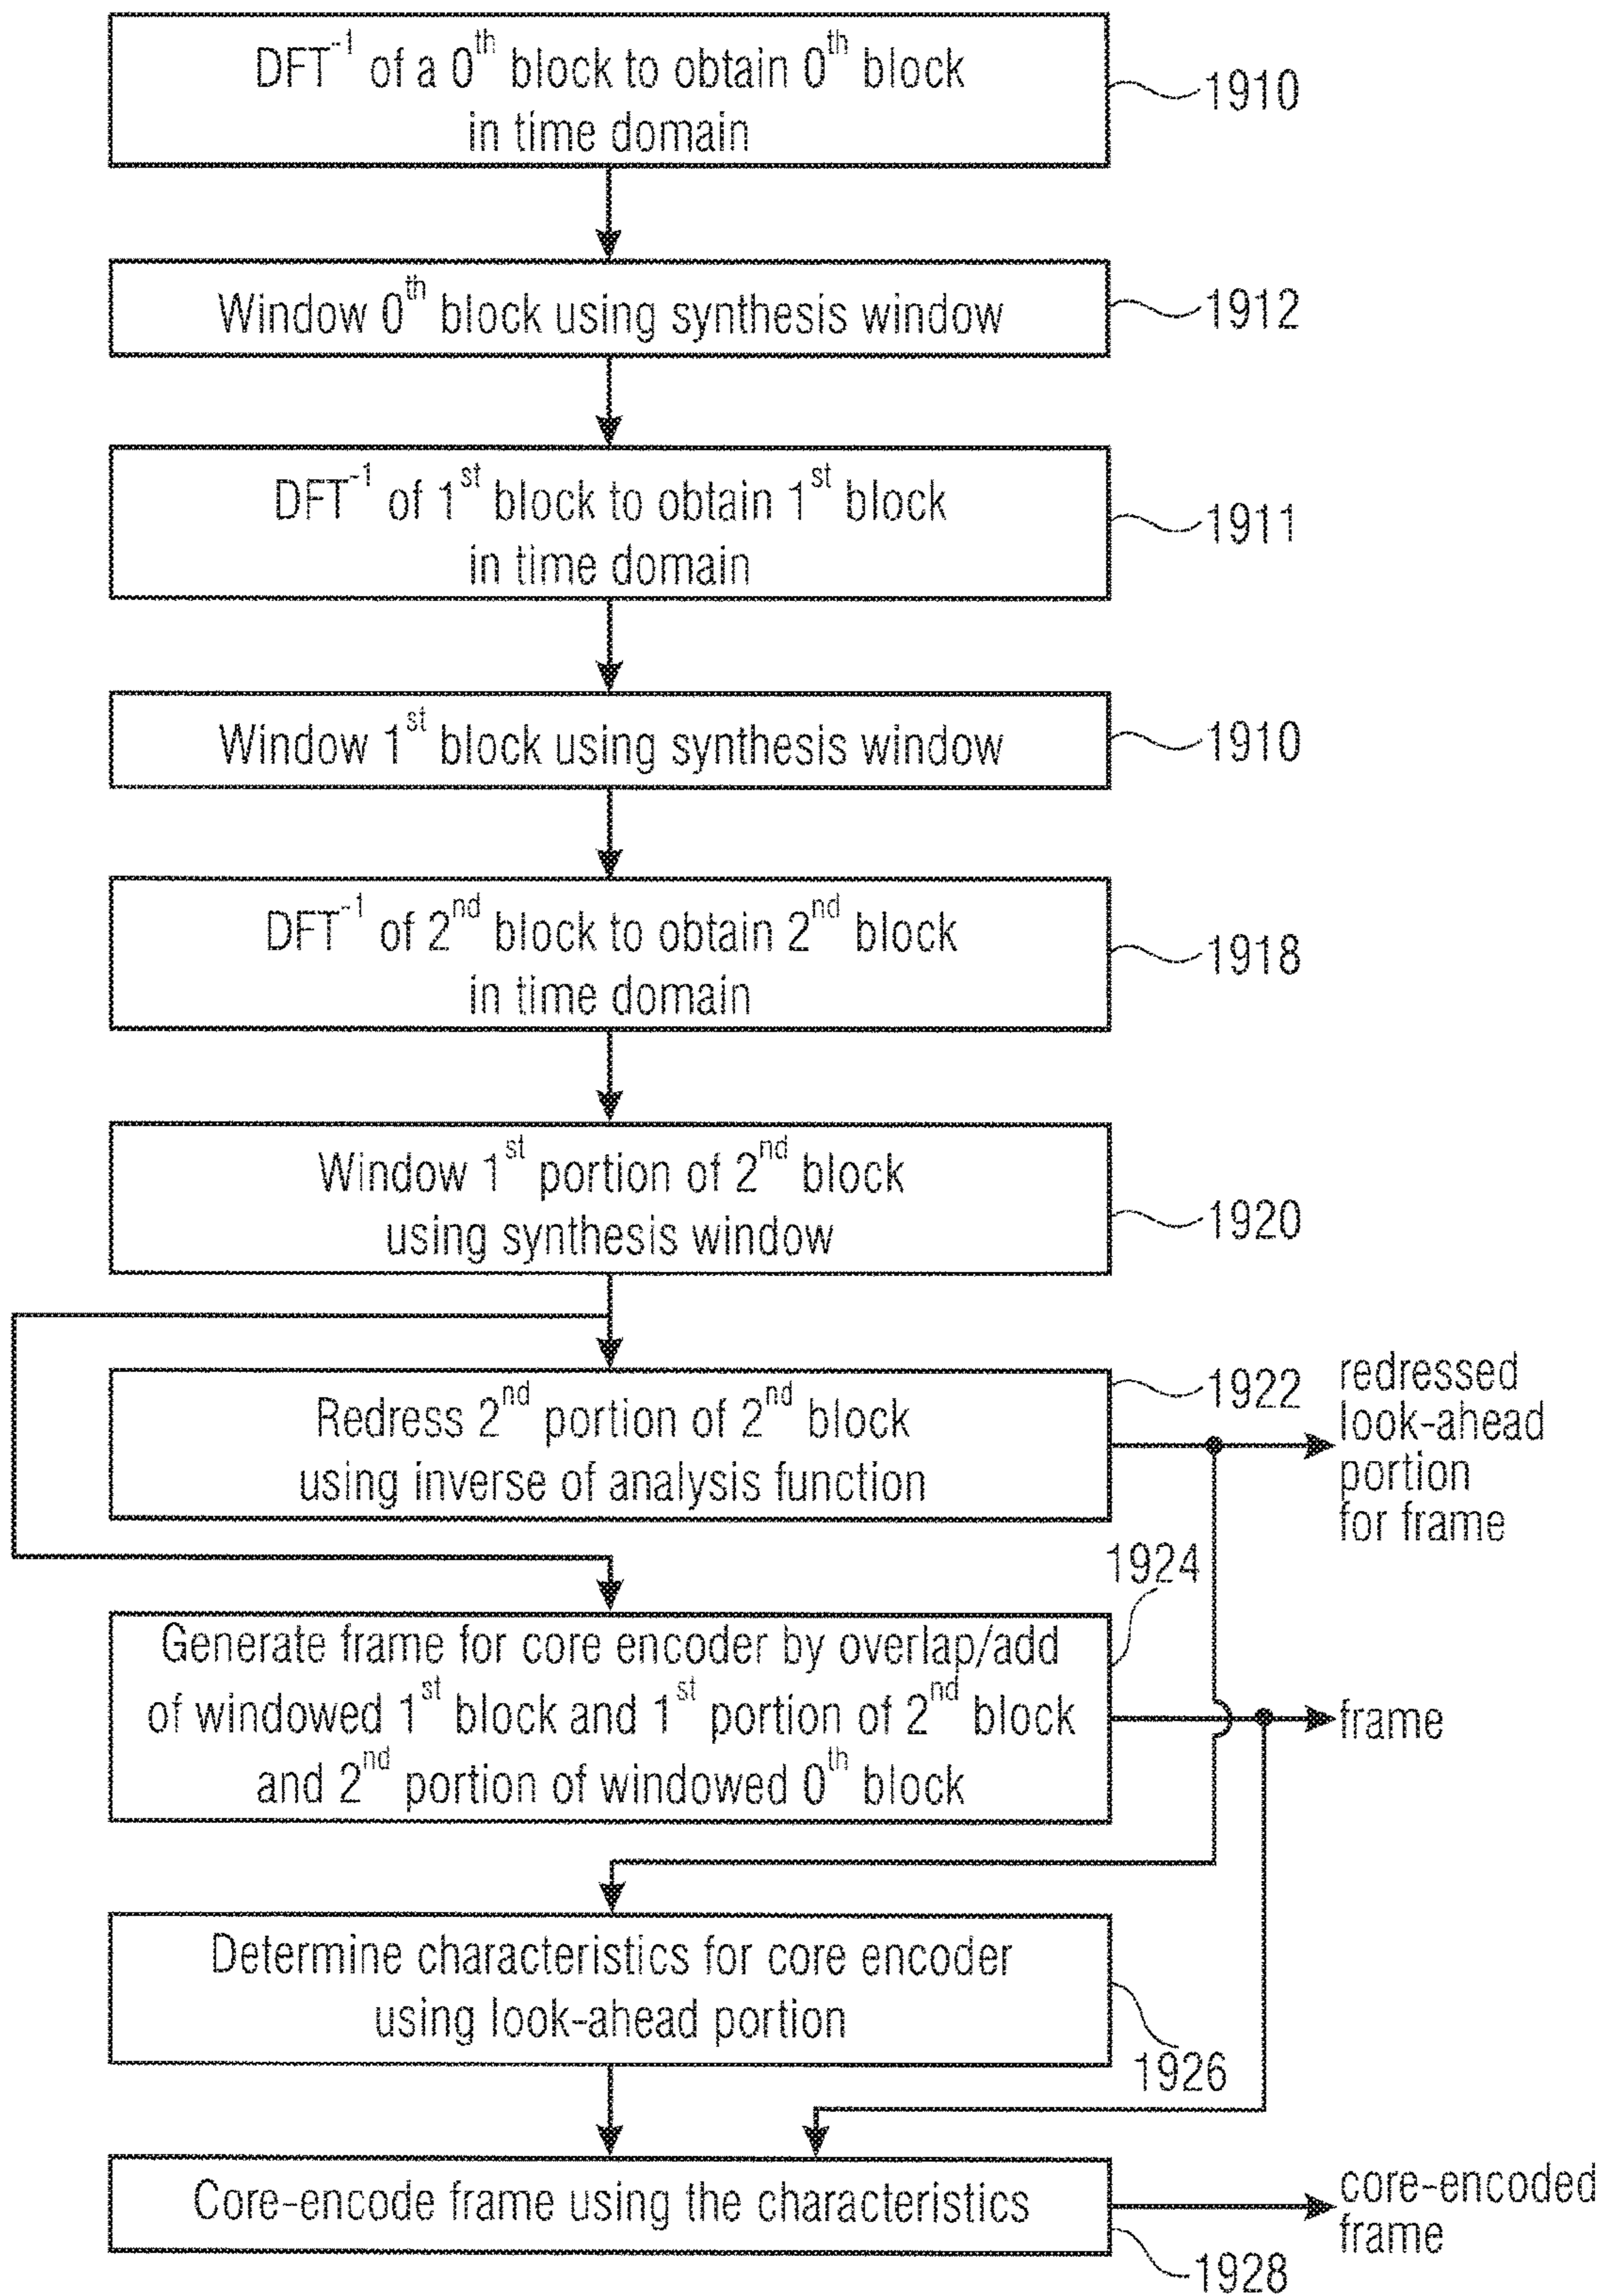 DFT⁻¹ of a 0ᵗʰ block to obtain 0ᵗʰ block
in time domain
1910
Window 0ᵗʰ block using synthesis window
1912
DFT⁻¹ of 1ˢᵗ block to obtain 1ˢᵗ block
in time domain
1911
Window 1ˢᵗ block using synthesis window
1910
DFT⁻¹ of 2ⁿᵈ block to obtain 2ⁿᵈ block
in time domain
1918
Window 1ˢᵗ portion of 2ⁿᵈ block
using synthesis window
1920
Redress 2ⁿᵈ portion of 2ⁿᵈ block
using inverse of analysis function
1922
redressed
look-ahead
portion
for frame
1924
Generate frame for core encoder by overlap/add
of windowed 1ˢᵗ block and 1ˢᵗ portion of 2ⁿᵈ block
and 2ⁿᵈ portion of windowed 0ᵗʰ block
frame
Determine characteristics for core encoder
using look-ahead portion
1926
Core-encode frame using the characteristics
core-encoded
frame
1928